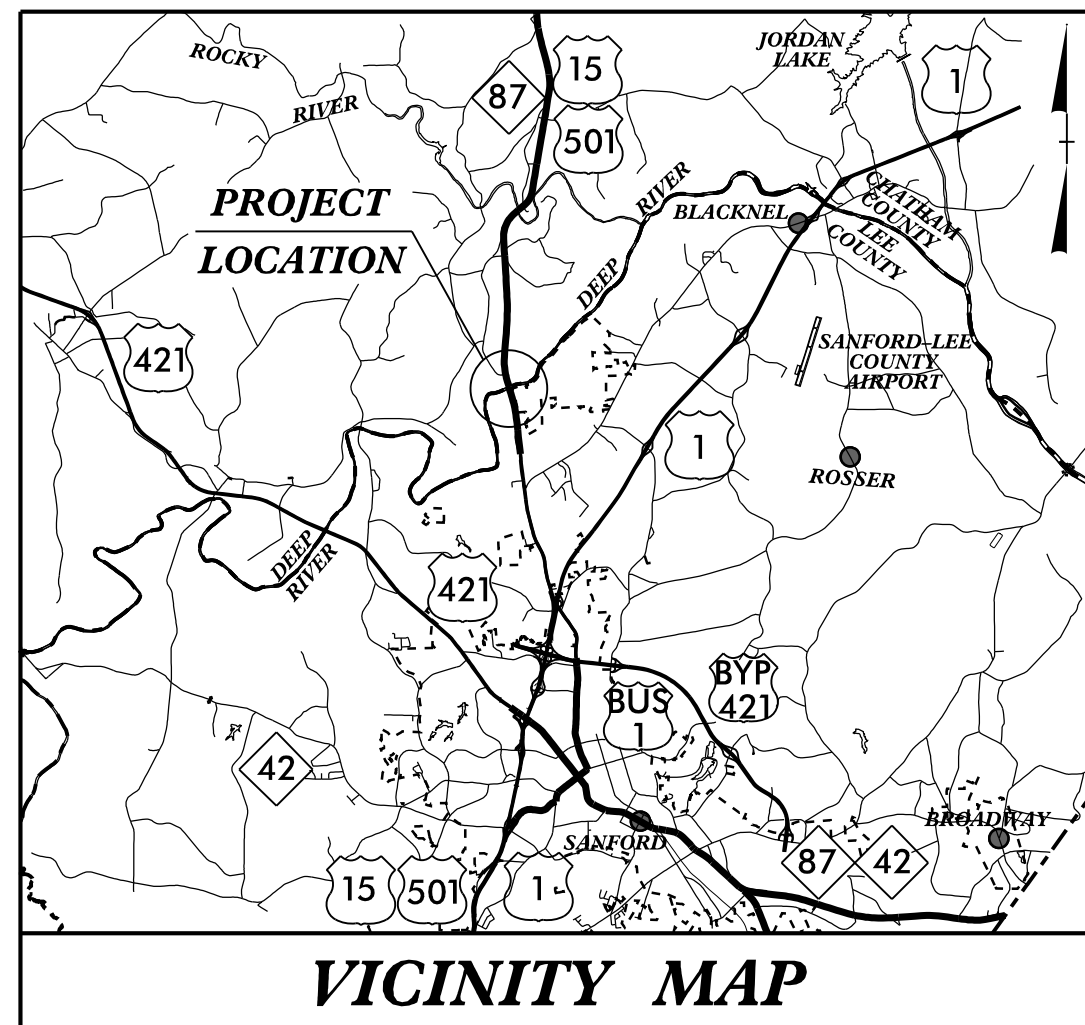 ROCKY
RIVER
87
15
501
JORDAN
LAKE
1
PROJECT
LOCATION
RIVER
DEEP
BLACKNEL
CHATHAM
COUNTY
LEE
COUNTY
421
SANFORD-LEE
COUNTY
AIRPORT
1
ROSSER
DEEP
RIVER
421
BYP
421
BUS
1
42
SANFORD
BROADWAY
87
42
15
501
1
VICINITY MAP